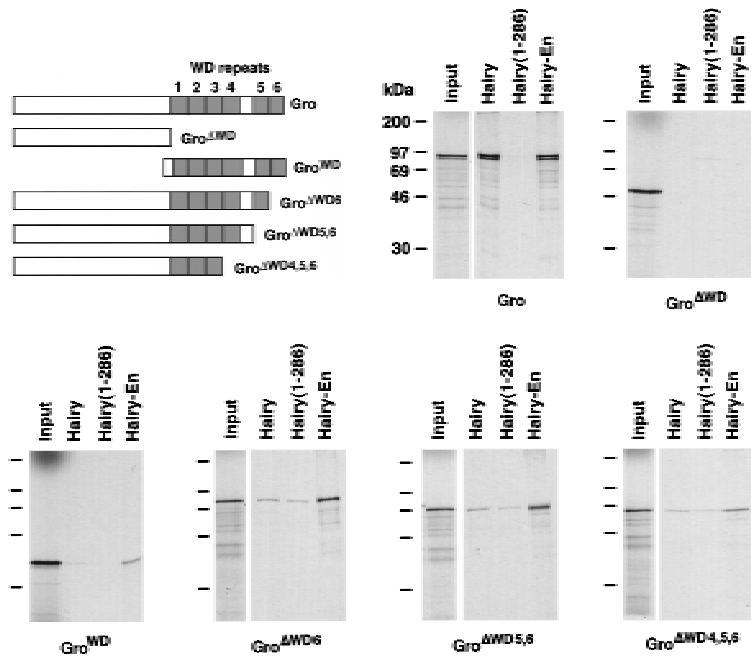 WD repeats
1 2 3 4 5 6
Gro
Gro ΔWD
Gro WD
Gro ΔWD6
Gro ΔWD5,6
Gro ΔWD4,5,6
kDa
200
97
69
46
30
Input
Hairy
Hairy(1-286)
Hairy-En
Gro
Input
Hairy
Hairy(1-286)
Hairy-En
Gro ΔWD
Input
Hairy
Hairy(1-286)
Hairy-En
Gro WD
Input
Hairy
Hairy(1-286)
Hairy-En
Gro ΔWD6
Input
Hairy
Hairy(1-286)
Hairy-En
Gro ΔWD5,6
Input
Hairy
Hairy(1-286)
Hairy-En
Gro ΔWD4,5,6